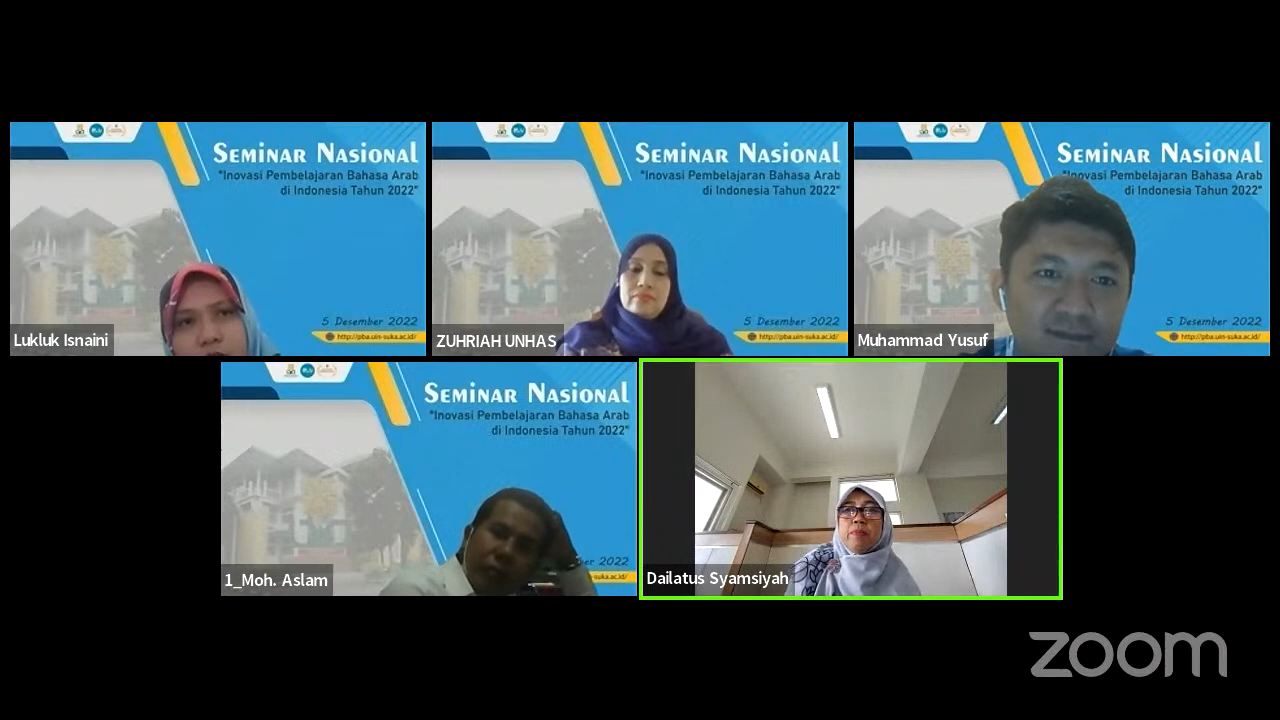 SEMINAR NASIONAL
"Inovasi Pembelajaran Bahasa Arab
di Indonesia Tahun 2022"
5 Desember 2022
http://pba.uin-suka.ac.id/
Lukluk Isnaini
SEMINAR NASIONAL
"Inovasi Pembelajaran Bahasa Arab
di Indonesia Tahun 2022"
5 Desember 2022
http://pba.uin-suka.ac.id/
ZUHRIAH UNHAS
SEMINAR NASIONAL
"Inovasi Pembelajaran Bahasa Arab
di Indonesia Tahun 2022"
5 Desember 2022
http://pba.uin-suka.ac.id/
Muhammad Yusuf
SEMINAR NASIONAL
"Inovasi Pembelajaran Bahasa Arab
di Indonesia Tahun 2022"
2022
1_Moh. Aslam
Dailatus Syamsiyah
zoom